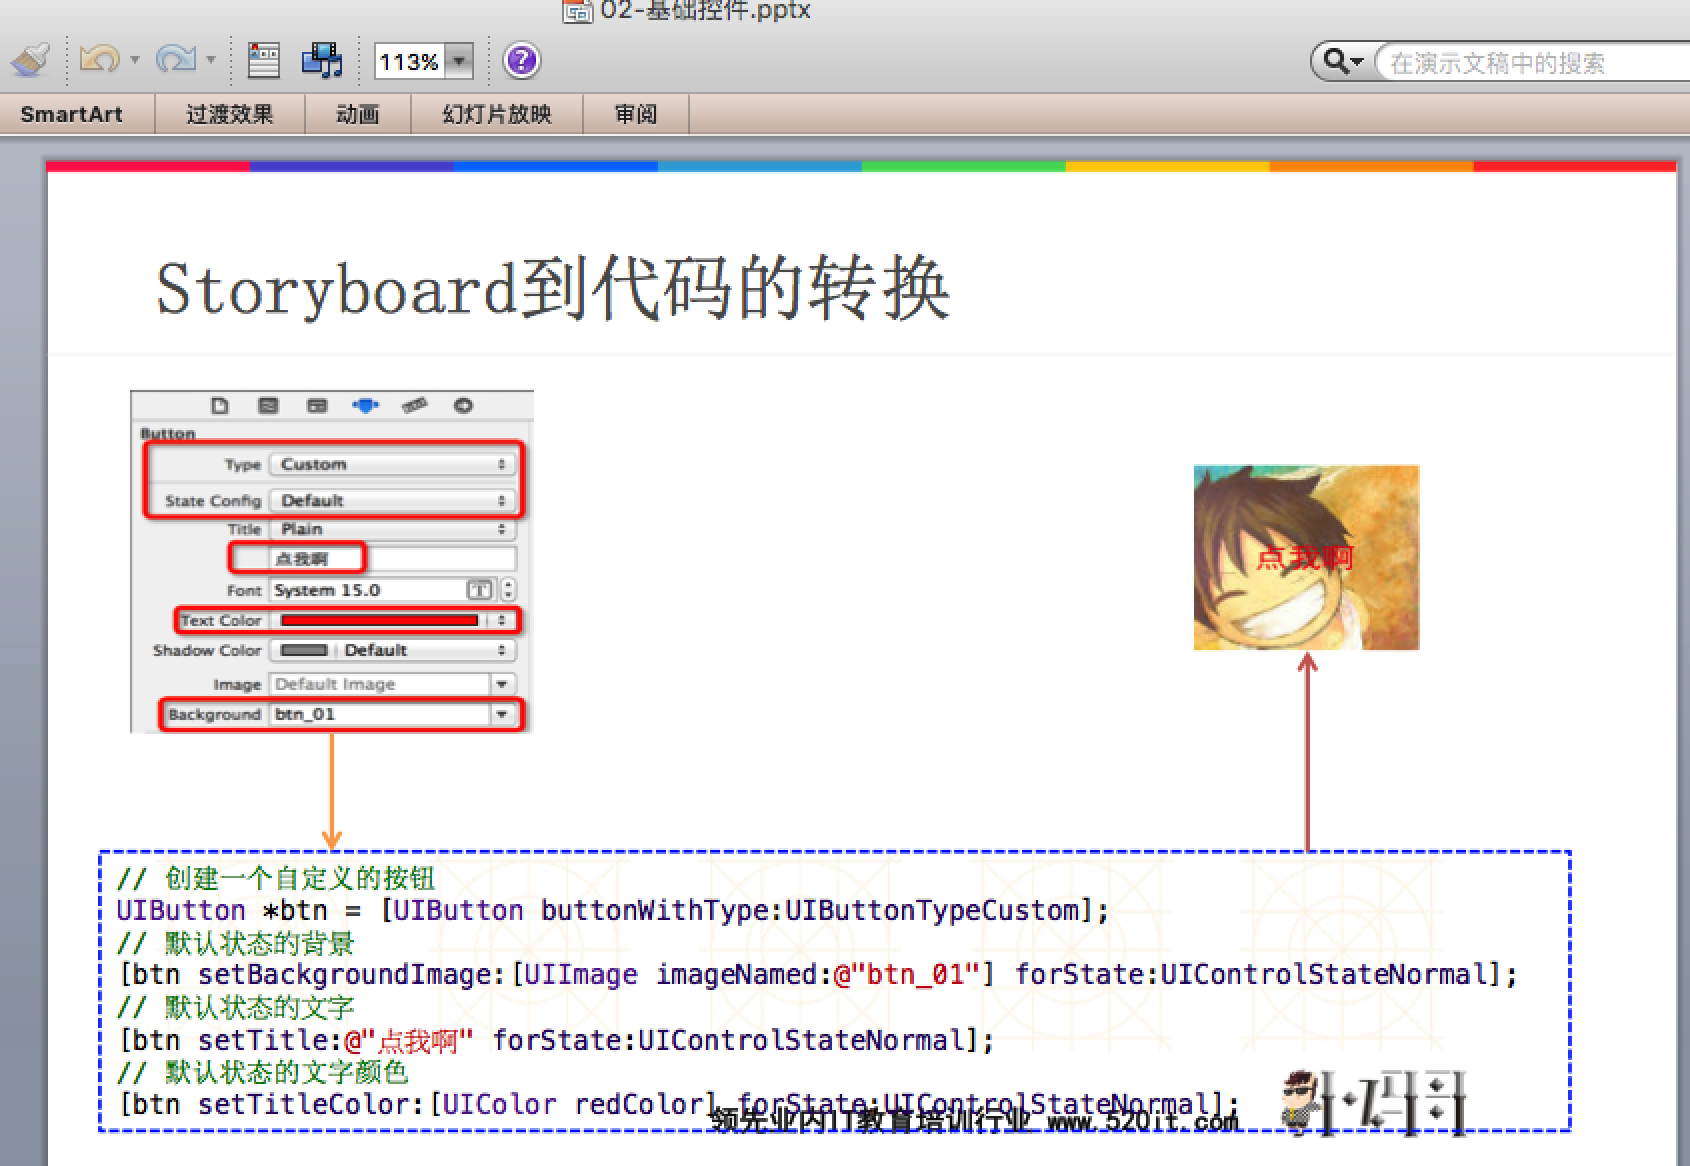 02-基础控件.pptx
113%
?
在演示文稿中的搜索
SmartArt
过渡效果
动画
幻灯片放映
审阅
Storyboard到代码的转换
Button
Type Custom
State Config Default
Title Plain
点我啊
Font System 15.0 T
Text Color
Shadow Color Default
Image Default Image
Background btn_01
点我啊
// 创建一个自定义的按钮
UIButton *btn = [UIButton buttonWithType:UIButtonTypeCustom];
// 默认状态的背景
[btn setBackgroundImage:[UIImage imageNamed:@"btn_01"] forState:UIControlStateNormal];
// 默认状态的文字
[btn setTitle:@"点我啊" forState:UIControlStateNormal];
// 默认状态的文字颜色
[btn setTitleColor:[UIColor redColor] forState:UIControlStateNormal];
领先业内IT教育培训行业 www.520it.com